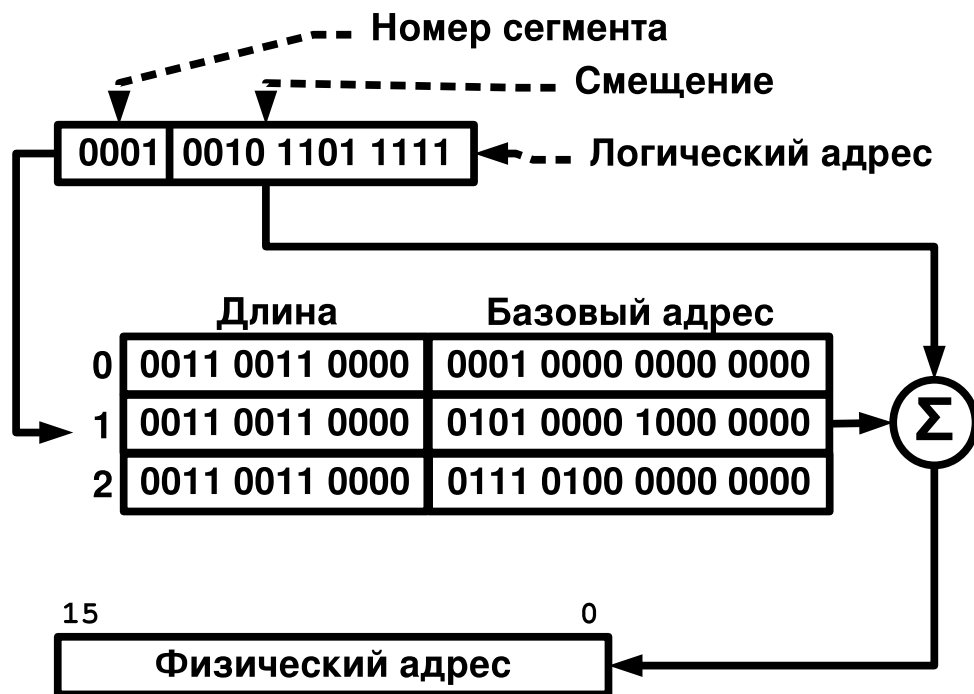 Номер сегмента
Смещение
0001 0010 1101 1111
Логический адрес
Длина Базовый адрес
0 0011 0011 0000 0001 0000 0000 0000
1 0011 0011 0000 0101 0000 1000 0000
Σ
2 0011 0011 0000 0111 0100 0000 0000
15 0
Физический адрес